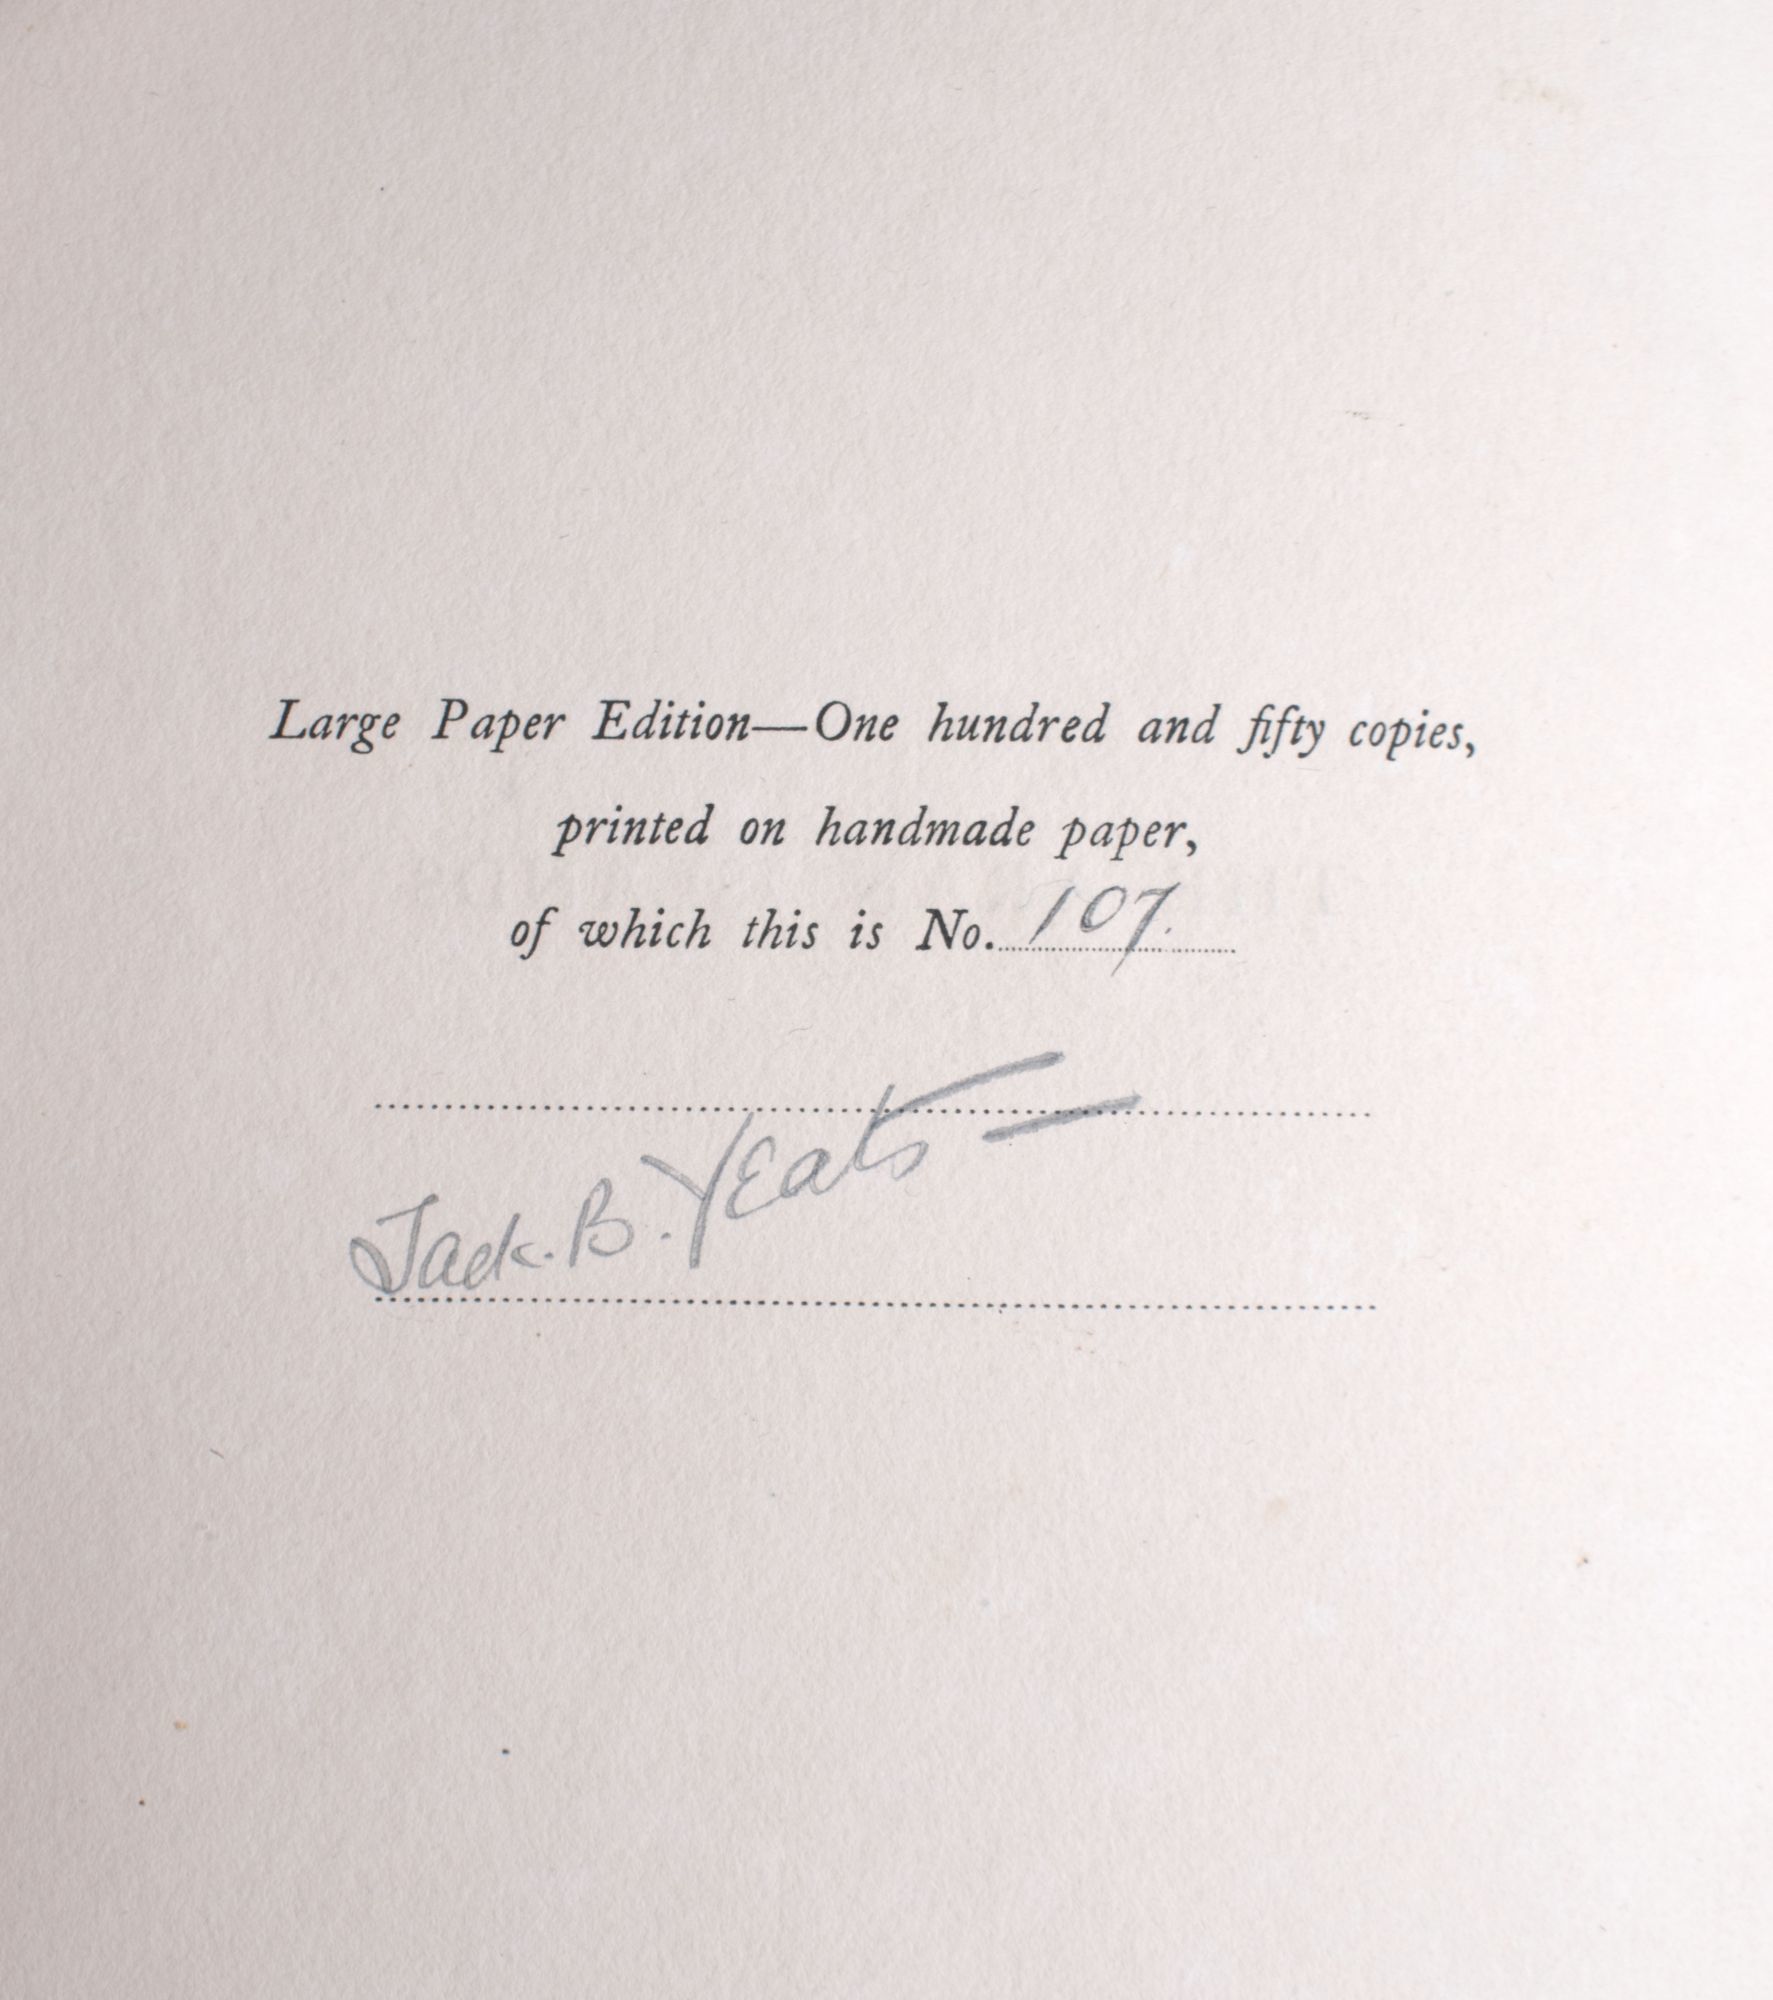 Large Paper Edition—One hundred and fifty copies,
printed on handmade paper,
of which this is No. 107.
Jack. B. Yeats